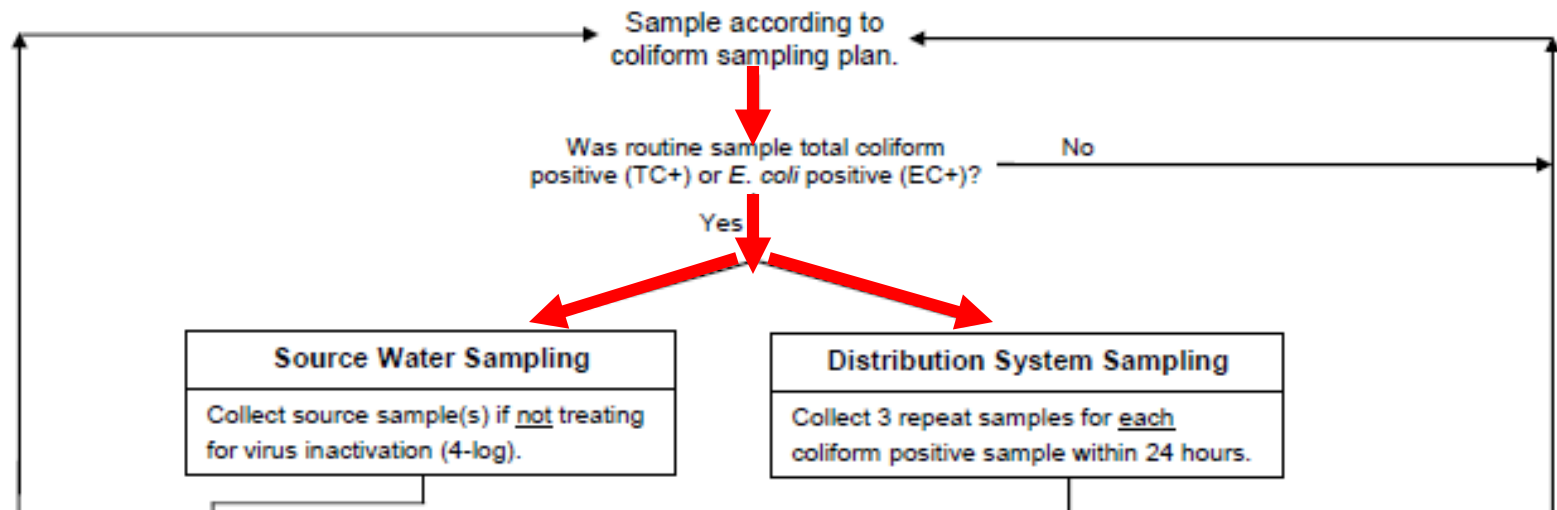 Sample according to
coliform sampling plan.
Was routine sample total coliform
positive (TC+) or E. coli positive (EC+)?
No
Yes
Source Water Sampling
Collect source sample(s) if not treating
for virus inactivation (4-log).
Distribution System Sampling
Collect 3 repeat samples for each
coliform positive sample within 24 hours.